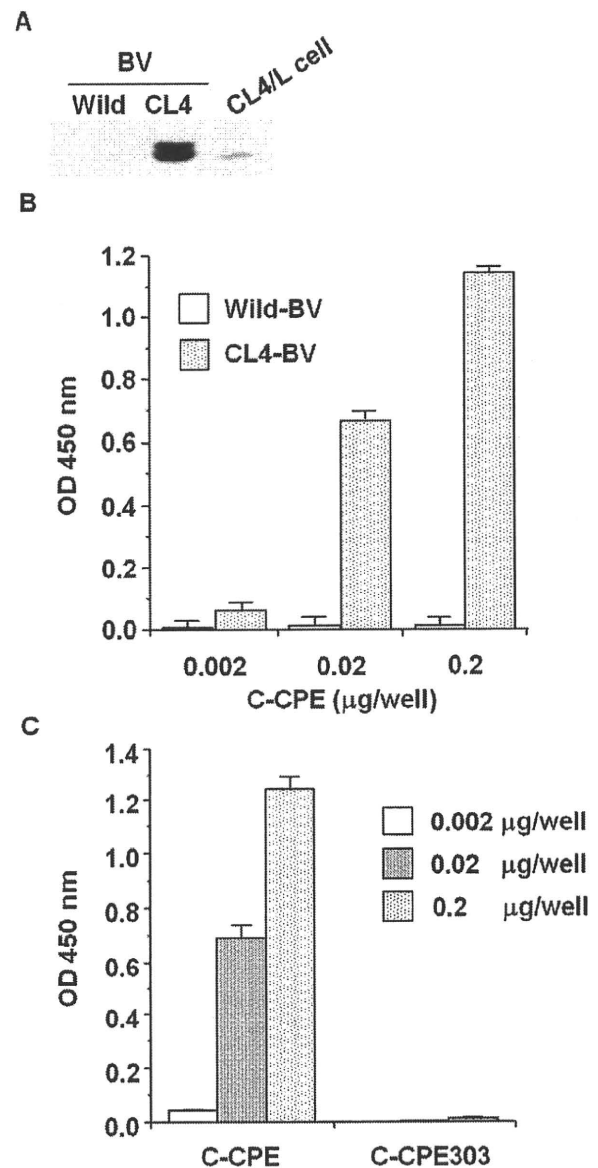 A
BV
Wild CL4 CL4/L cell
B
1.2
1.0
0.8
0.6
0.4
0.2
0.0
OD 450 nm
Wild-BV
CL4-BV
0.002 0.02 0.2
C-CPE (µg/well)
C
1.4
1.2
1.0
0.8
0.6
0.4
0.2
0.0
OD 450 nm
0.002 µg/well
0.02 µg/well
0.2 µg/well
C-CPE C-CPE303